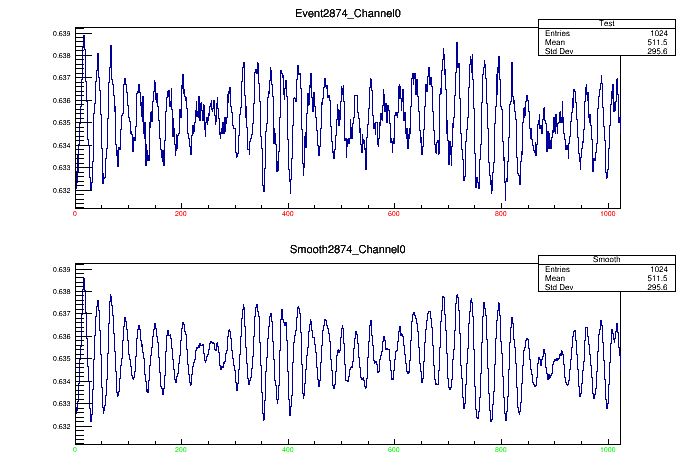 Event2874_Channel0
Test
Entries 1024
Mean 511.5
Std Dev 295.6
0.639
0.638
0.637
0.636
0.635
0.634
0.633
0.632
0 200 400 600 800 1000
Smooth2874_Channel0
Smooth
Entries 1024
Mean 511.5
Std Dev 295.6
0.639
0.638
0.637
0.636
0.635
0.634
0.633
0.632
0 200 400 600 800 1000